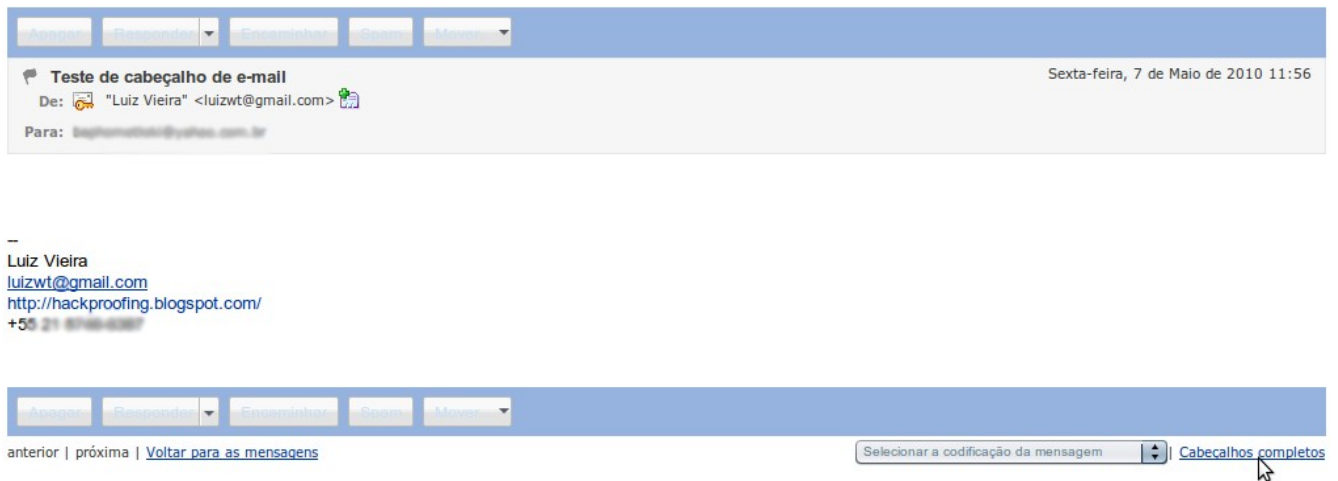 Apagar Responder Encaminhar Spam Mover
Teste de cabeçalho de e-mail
Sexta-feira, 7 de Maio de 2010 11:56
De: "Luiz Vieira" <luizwt@gmail.com>
Para:
--
Luiz Vieira
luizwt@gmail.com
http://hackproofing.blogspot.com/
+55 21
Apagar Responder Encaminhar Spam Mover
anterior | próxima | Voltar para as mensagens
Selecionar a codificação da mensagem | Cabeçalhos completos